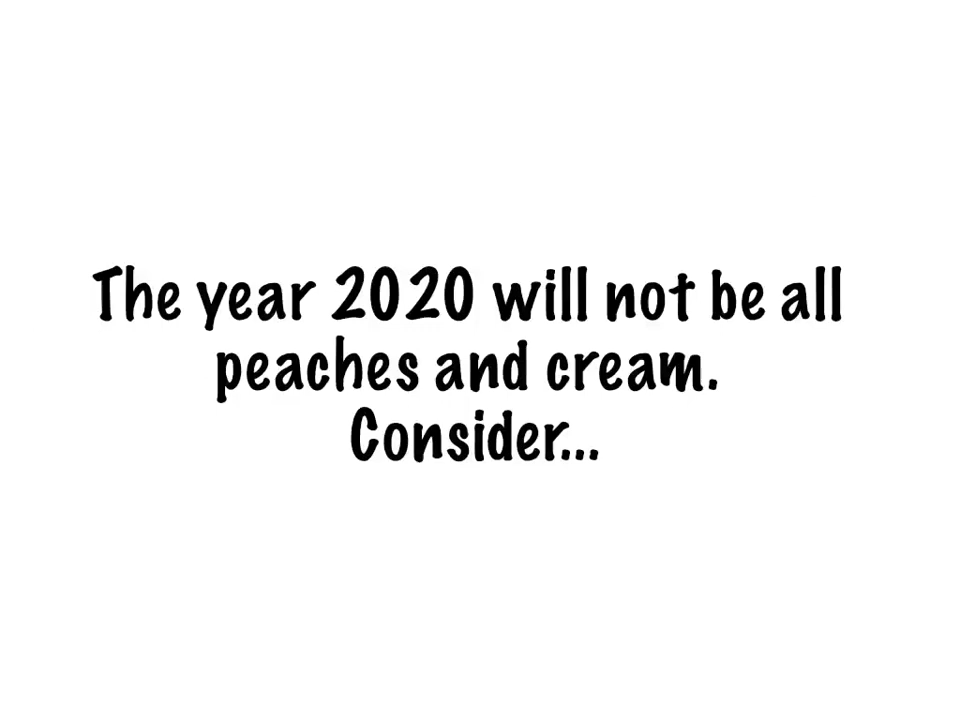 The year 2020 will not be all
peaches and cream.
Consider...